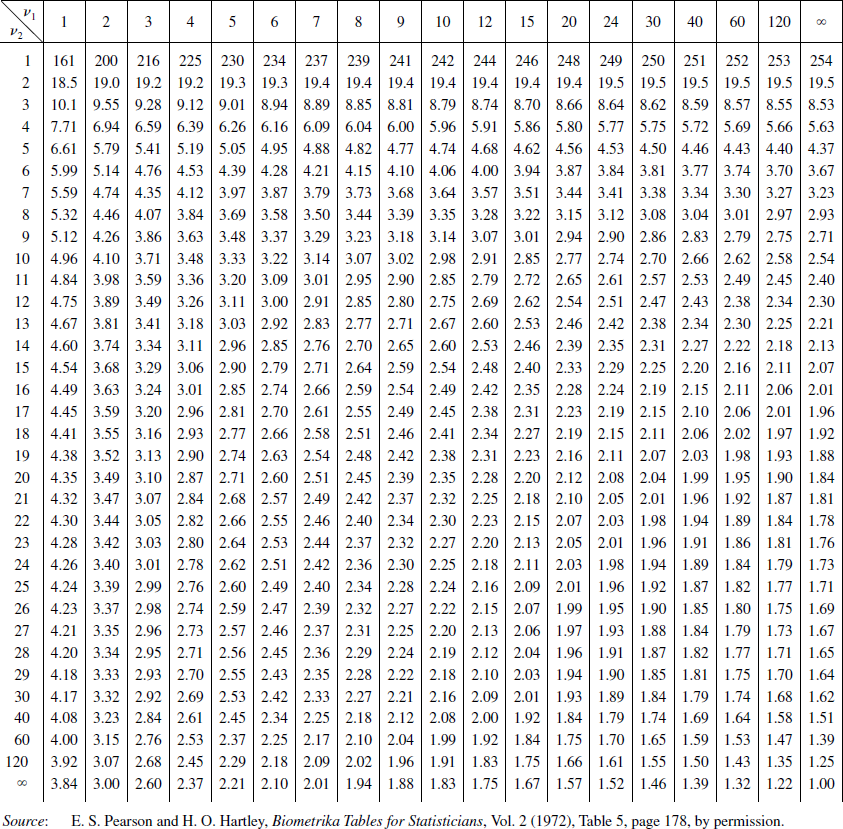 ν1 1 2 3 4 5 6 7 8 9 10 12 15 20 24 30 40 60 120 ∞
ν2
1 161 200 216 225 230 234 237 239 241 242 244 246 248 249 250 251 252 253 254
2 18.5 19.0 19.2 19.2 19.3 19.3 19.4 19.4 19.4 19.4 19.4 19.4 19.4 19.5 19.5 19.5 19.5 19.5 19.5
3 10.1 9.55 9.28 9.12 9.01 8.94 8.89 8.85 8.81 8.79 8.74 8.70 8.66 8.64 8.62 8.59 8.57 8.55 8.53
4 7.71 6.94 6.59 6.39 6.26 6.16 6.09 6.04 6.00 5.96 5.91 5.86 5.80 5.77 5.75 5.72 5.69 5.66 5.63
5 6.61 5.79 5.41 5.19 5.05 4.95 4.88 4.82 4.77 4.74 4.68 4.62 4.56 4.53 4.50 4.46 4.43 4.40 4.37
6 5.99 5.14 4.76 4.53 4.39 4.28 4.21 4.15 4.10 4.06 4.00 3.94 3.87 3.84 3.81 3.77 3.74 3.70 3.67
7 5.59 4.74 4.35 4.12 3.97 3.87 3.79 3.73 3.68 3.64 3.57 3.51 3.44 3.41 3.38 3.34 3.30 3.27 3.23
8 5.32 4.46 4.07 3.84 3.69 3.58 3.50 3.44 3.39 3.35 3.28 3.22 3.15 3.12 3.08 3.04 3.01 2.97 2.93
9 5.12 4.26 3.86 3.63 3.48 3.37 3.29 3.23 3.18 3.14 3.07 3.01 2.94 2.90 2.86 2.83 2.79 2.75 2.71
10 4.96 4.10 3.71 3.48 3.33 3.22 3.14 3.07 3.02 2.98 2.91 2.85 2.77 2.74 2.70 2.66 2.62 2.58 2.54
11 4.84 3.98 3.59 3.36 3.20 3.09 3.01 2.95 2.90 2.85 2.79 2.72 2.65 2.61 2.57 2.53 2.49 2.45 2.40
12 4.75 3.89 3.49 3.26 3.11 3.00 2.91 2.85 2.80 2.75 2.69 2.62 2.54 2.51 2.47 2.43 2.38 2.34 2.30
13 4.67 3.81 3.41 3.18 3.03 2.92 2.83 2.77 2.71 2.67 2.60 2.53 2.46 2.42 2.38 2.34 2.30 2.25 2.21
14 4.60 3.74 3.34 3.11 2.96 2.85 2.76 2.70 2.65 2.60 2.53 2.46 2.39 2.35 2.31 2.27 2.22 2.18 2.13
15 4.54 3.68 3.29 3.06 2.90 2.79 2.71 2.64 2.59 2.54 2.48 2.40 2.33 2.29 2.25 2.20 2.16 2.11 2.07
16 4.49 3.63 3.24 3.01 2.85 2.74 2.66 2.59 2.54 2.49 2.42 2.35 2.28 2.24 2.19 2.15 2.11 2.06 2.01
17 4.45 3.59 3.20 2.96 2.81 2.70 2.61 2.55 2.49 2.45 2.38 2.31 2.23 2.19 2.15 2.10 2.06 2.01 1.96
18 4.41 3.55 3.16 2.93 2.77 2.66 2.58 2.51 2.46 2.41 2.34 2.27 2.19 2.15 2.11 2.06 2.02 1.97 1.92
19 4.38 3.52 3.13 2.90 2.74 2.63 2.54 2.48 2.42 2.38 2.31 2.23 2.16 2.11 2.07 2.03 1.98 1.93 1.88
20 4.35 3.49 3.10 2.87 2.71 2.60 2.51 2.45 2.39 2.35 2.28 2.20 2.12 2.08 2.04 1.99 1.95 1.90 1.84
21 4.32 3.47 3.07 2.84 2.68 2.57 2.49 2.42 2.37 2.32 2.25 2.18 2.10 2.05 2.01 1.96 1.92 1.87 1.81
22 4.30 3.44 3.05 2.82 2.66 2.55 2.46 2.40 2.34 2.30 2.23 2.15 2.07 2.03 1.98 1.94 1.89 1.84 1.78
23 4.28 3.42 3.03 2.80 2.64 2.53 2.44 2.37 2.32 2.27 2.20 2.13 2.05 2.01 1.96 1.91 1.86 1.81 1.76
24 4.26 3.40 3.01 2.78 2.62 2.51 2.42 2.36 2.30 2.25 2.18 2.11 2.03 1.98 1.94 1.89 1.84 1.79 1.73
25 4.24 3.39 2.99 2.76 2.60 2.49 2.40 2.34 2.28 2.24 2.16 2.09 2.01 1.96 1.92 1.87 1.82 1.77 1.71
26 4.23 3.37 2.98 2.74 2.59 2.47 2.39 2.32 2.27 2.22 2.15 2.07 1.99 1.95 1.90 1.85 1.80 1.75 1.69
27 4.21 3.35 2.96 2.73 2.57 2.46 2.37 2.31 2.25 2.20 2.13 2.06 1.97 1.93 1.88 1.84 1.79 1.73 1.67
28 4.20 3.34 2.95 2.71 2.56 2.45 2.36 2.29 2.24 2.19 2.12 2.04 1.96 1.91 1.87 1.82 1.77 1.71 1.65
29 4.18 3.33 2.93 2.70 2.55 2.43 2.35 2.28 2.22 2.18 2.10 2.03 1.94 1.90 1.85 1.81 1.75 1.70 1.64
30 4.17 3.32 2.92 2.69 2.53 2.42 2.33 2.27 2.21 2.16 2.09 2.01 1.93 1.89 1.84 1.79 1.74 1.68 1.62
40 4.08 3.23 2.84 2.61 2.45 2.34 2.25 2.18 2.12 2.08 2.00 1.92 1.84 1.79 1.74 1.69 1.64 1.58 1.51
60 4.00 3.15 2.76 2.53 2.37 2.25 2.17 2.10 2.04 1.99 1.92 1.84 1.75 1.70 1.65 1.59 1.53 1.47 1.39
120 3.92 3.07 2.68 2.45 2.29 2.18 2.09 2.02 1.96 1.91 1.83 1.75 1.66 1.61 1.55 1.50 1.43 1.35 1.25
∞ 3.84 3.00 2.60 2.37 2.21 2.10 2.01 1.94 1.88 1.83 1.75 1.67 1.57 1.52 1.46 1.39 1.32 1.22 1.00
Source: E. S. Pearson and H. O. Hartley, Biometrika Tables for Statisticians, Vol. 2 (1972), Table 5, page 178, by permission.